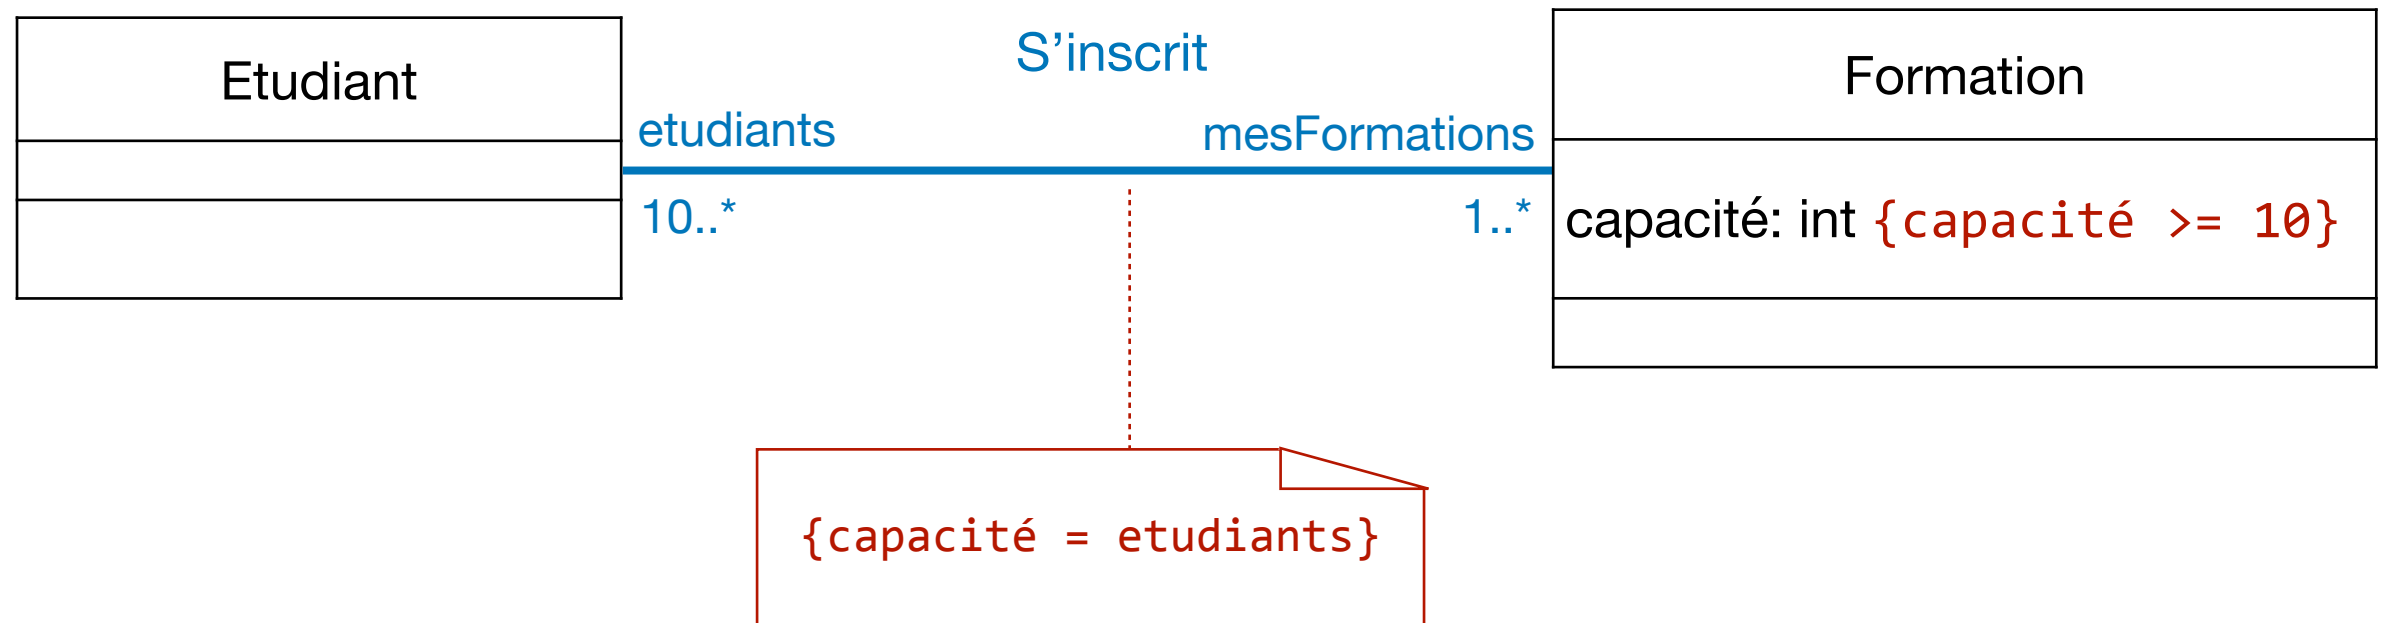 Etudiant
S’inscrit
Formation
etudiants
mesFormations
10..*
1..*
capacité: int {capacité >= 10}
{capacité = etudiants}